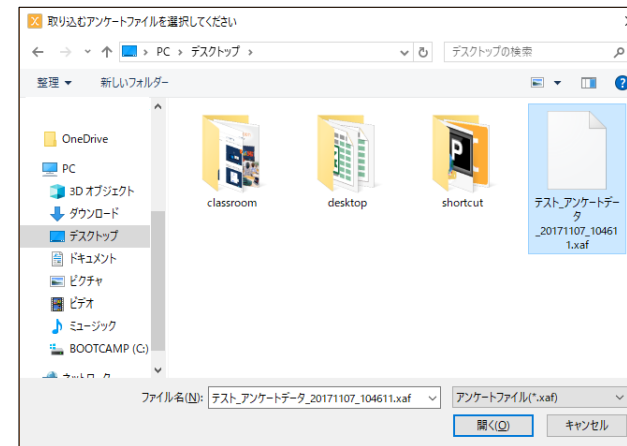 取り込むアンケートファイルを選択してください
PC › デスクトップ ›
デスクトップの検索
整理 新しいフォルダー
OneDrive
PC
3D オブジェクト
ダウンロード
デスクトップ
ドキュメント
ピクチャ
ビデオ
ミュージック
BOOTCAMP (C:)
classroom
desktop
shortcut
テスト_アンケートデー
タ
_20171107_10461
1.xaf
ファイル名(N): テスト_アンケートデータ_20171107_104611.xaf
アンケートファイル(*.xaf)
開く(O) キャンセル